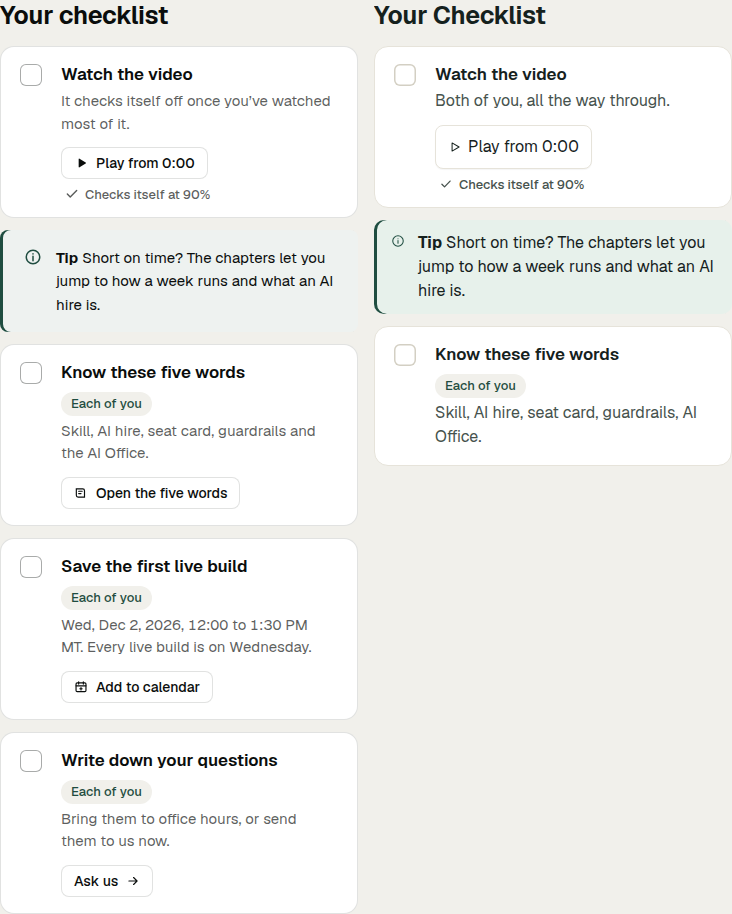 Your checklist
Watch the video
It checks itself off once you've watched
most of it.
Play from 0:00
Checks itself at 90%
Tip Short on time? The chapters let you
jump to how a week runs and what an AI
hire is.
Know these five words
Each of you
Skill, AI hire, seat card, guardrails and
the AI Office.
Open the five words
Save the first live build
Each of you
Wed, Dec 2, 2026, 12:00 to 1:30 PM
MT. Every live build is on Wednesday.
Add to calendar
Write down your questions
Each of you
Bring them to office hours, or send
them to us now.
Ask us →
Your Checklist
Watch the video
Both of you, all the way through.
Play from 0:00
Checks itself at 90%
Tip Short on time? The chapters let you
jump to how a week runs and what an AI
hire is.
Know these five words
Each of you
Skill, AI hire, seat card, guardrails, AI
Office.